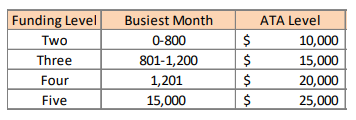 Funding Level Busiest Month ATA Level
Two 0-800 $ 10,000
Three 801-1,200 $ 15,000
Four 1,201 $ 20,000
Five 15,000 $ 25,000